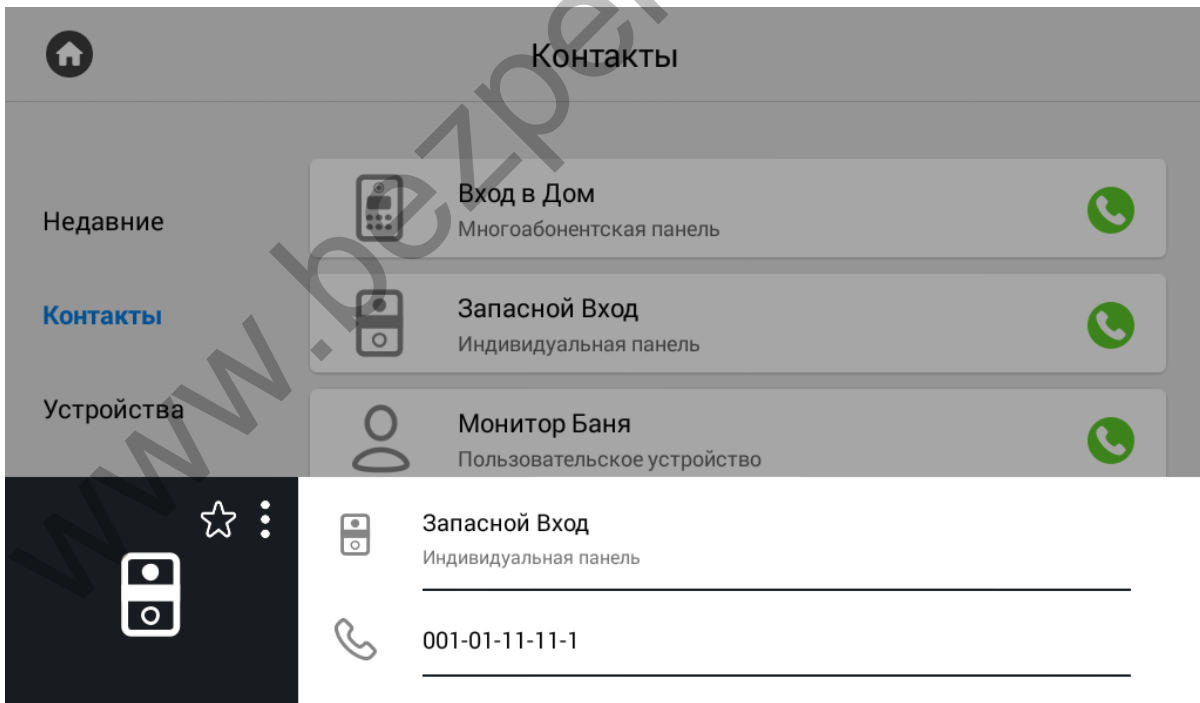 Контакты
Недавние
Контакты
Устройства
Вход в Дом
Многоабонентская панель
Запасной Вход
Индивидуальная панель
Монитор Баня
Пользовательское устройство
Запасной Вход
Индивидуальная панель
001-01-11-11-1
www.bezpe